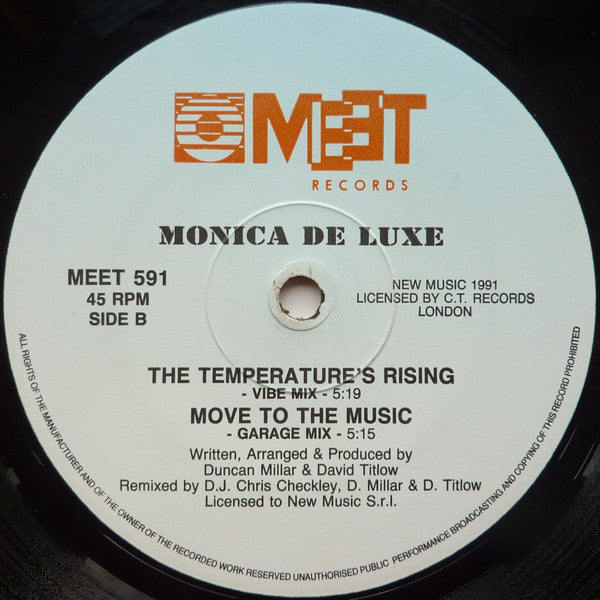 MEET
RECORDS
MONICA DE LUXE
MEET 591
45 RPM
SIDE B
NEW MUSIC 1991
LICENSED BY C.T. RECORDS
LONDON
THE TEMPERATURE'S RISING
- VIBE MIX - 5:19
MOVE TO THE MUSIC
- GARAGE MIX - 5:15
Written, Arranged & Produced by
Duncan Millar & David Titlow
Remixed by D.J. Chris Checkley, D. Millar & D. Titlow
Licensed to New Music S.r.l.
ALL RIGHTS OF THE MANUFACTURER AND OF THE OWNER OF THE RECORDED WORK RESERVED UNAUTHORISED PUBLIC PERFORMANCE BROADCASTING AND COPYING OF THIS RECORD PROHIBITED